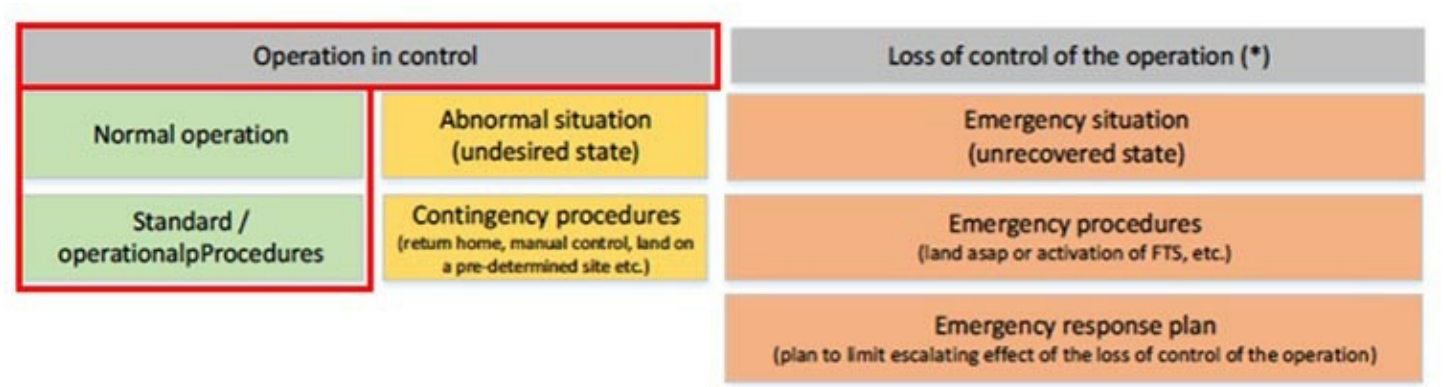 Operation in control
Loss of control of the operation (*)
Normal operation
Abnormal situation
(undesired state)
Emergency situation
(unrecovered state)
Standard /
operationalpProcedures
Contingency procedures
(return home, manual control, land on
a pre-determined site etc.)
Emergency procedures
(land asap or activation of FTS, etc.)
Emergency response plan
(plan to limit escalating effect of the loss of control of the operation)